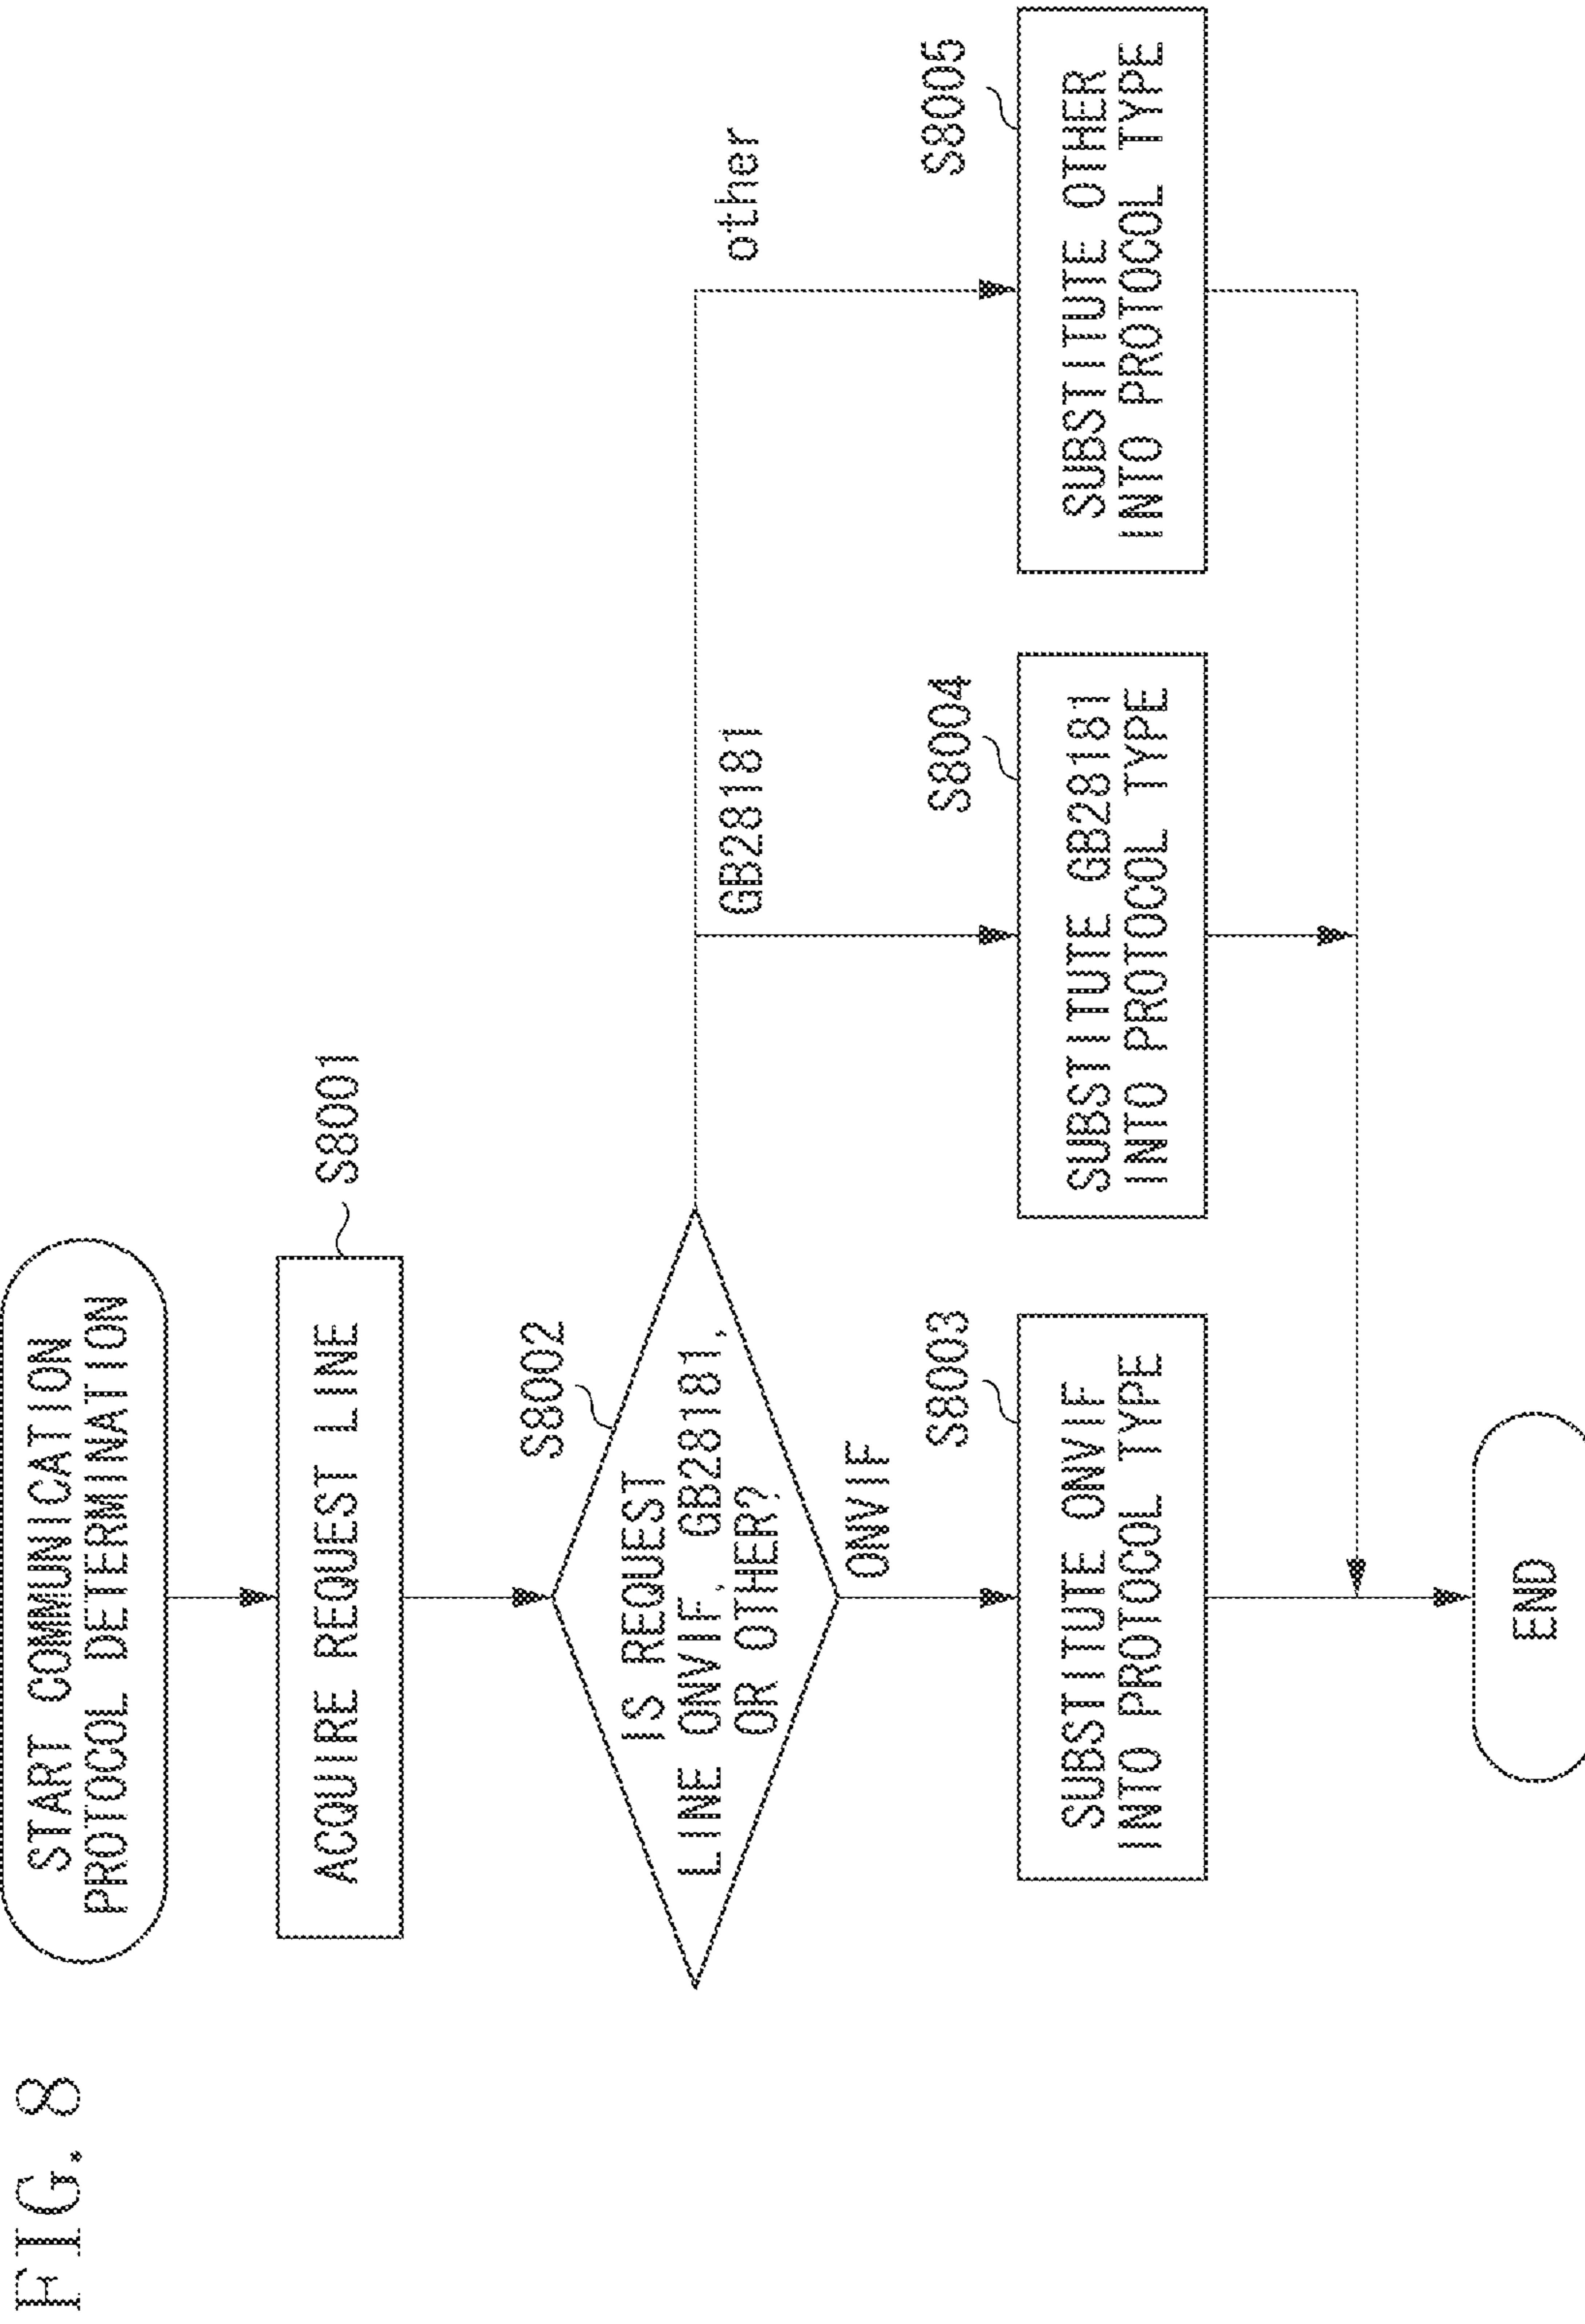 FIG. 8
START COMMUNICATION
PROTOCOL DETERMINATION
S8001
ACQUIRE REQUEST LINE
S8002
IS REQUEST
LINE ONVIF, GB28181,
OR OTHER?
ONVIF
GB28181
other
S8003
SUBSTITUTE ONVIF
INTO PROTOCOL TYPE
S8004
SUBSTITUTE GB28181
INTO PROTOCOL TYPE
S8005
SUBSTITUTE OTHER
INTO PROTOCOL TYPE
END